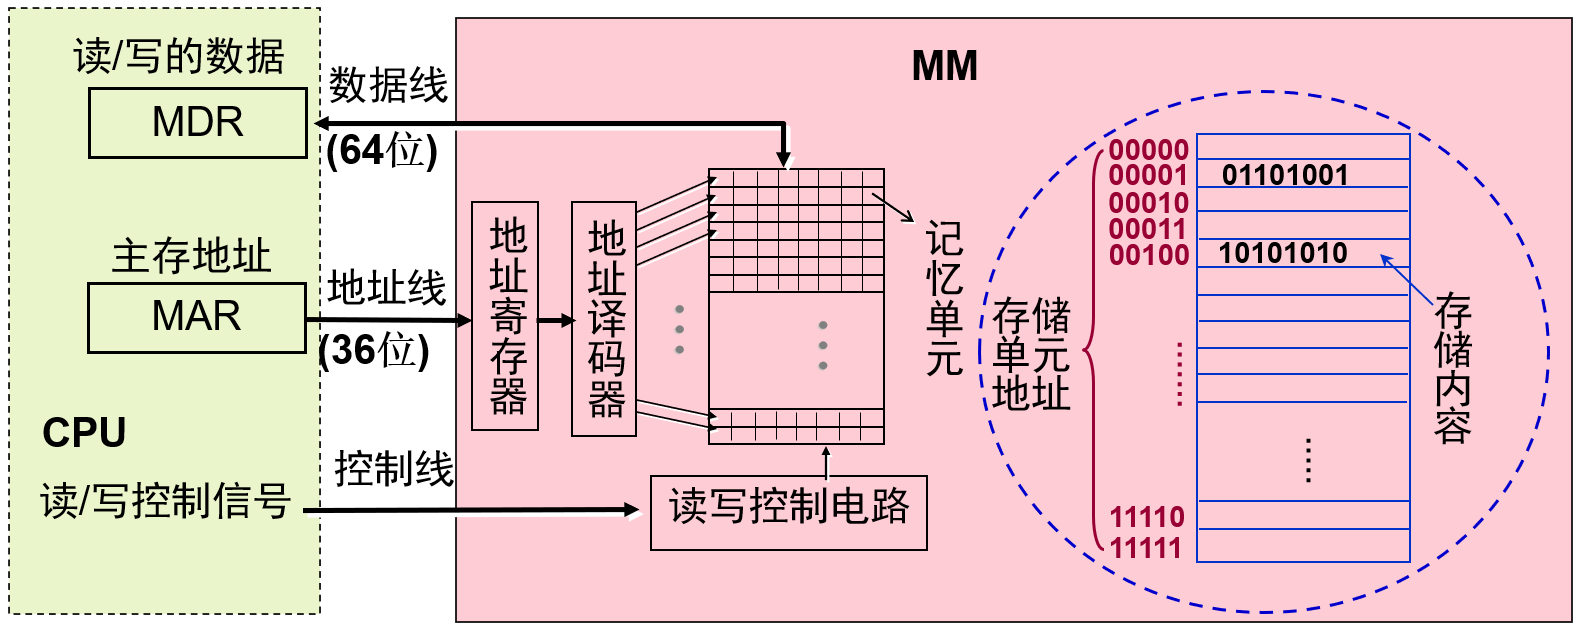 读/写的数据
MDR
主存地址
MAR
CPU
读/写控制信号
数据线
(64位)
地址线
(36位)
控制线
MM
地址寄存器
地址译码器
读写控制电路
记忆单元
存储
单元
地址
00000
00001
00010
00011
00100
11110
11111
01101001
10101010
存储内容